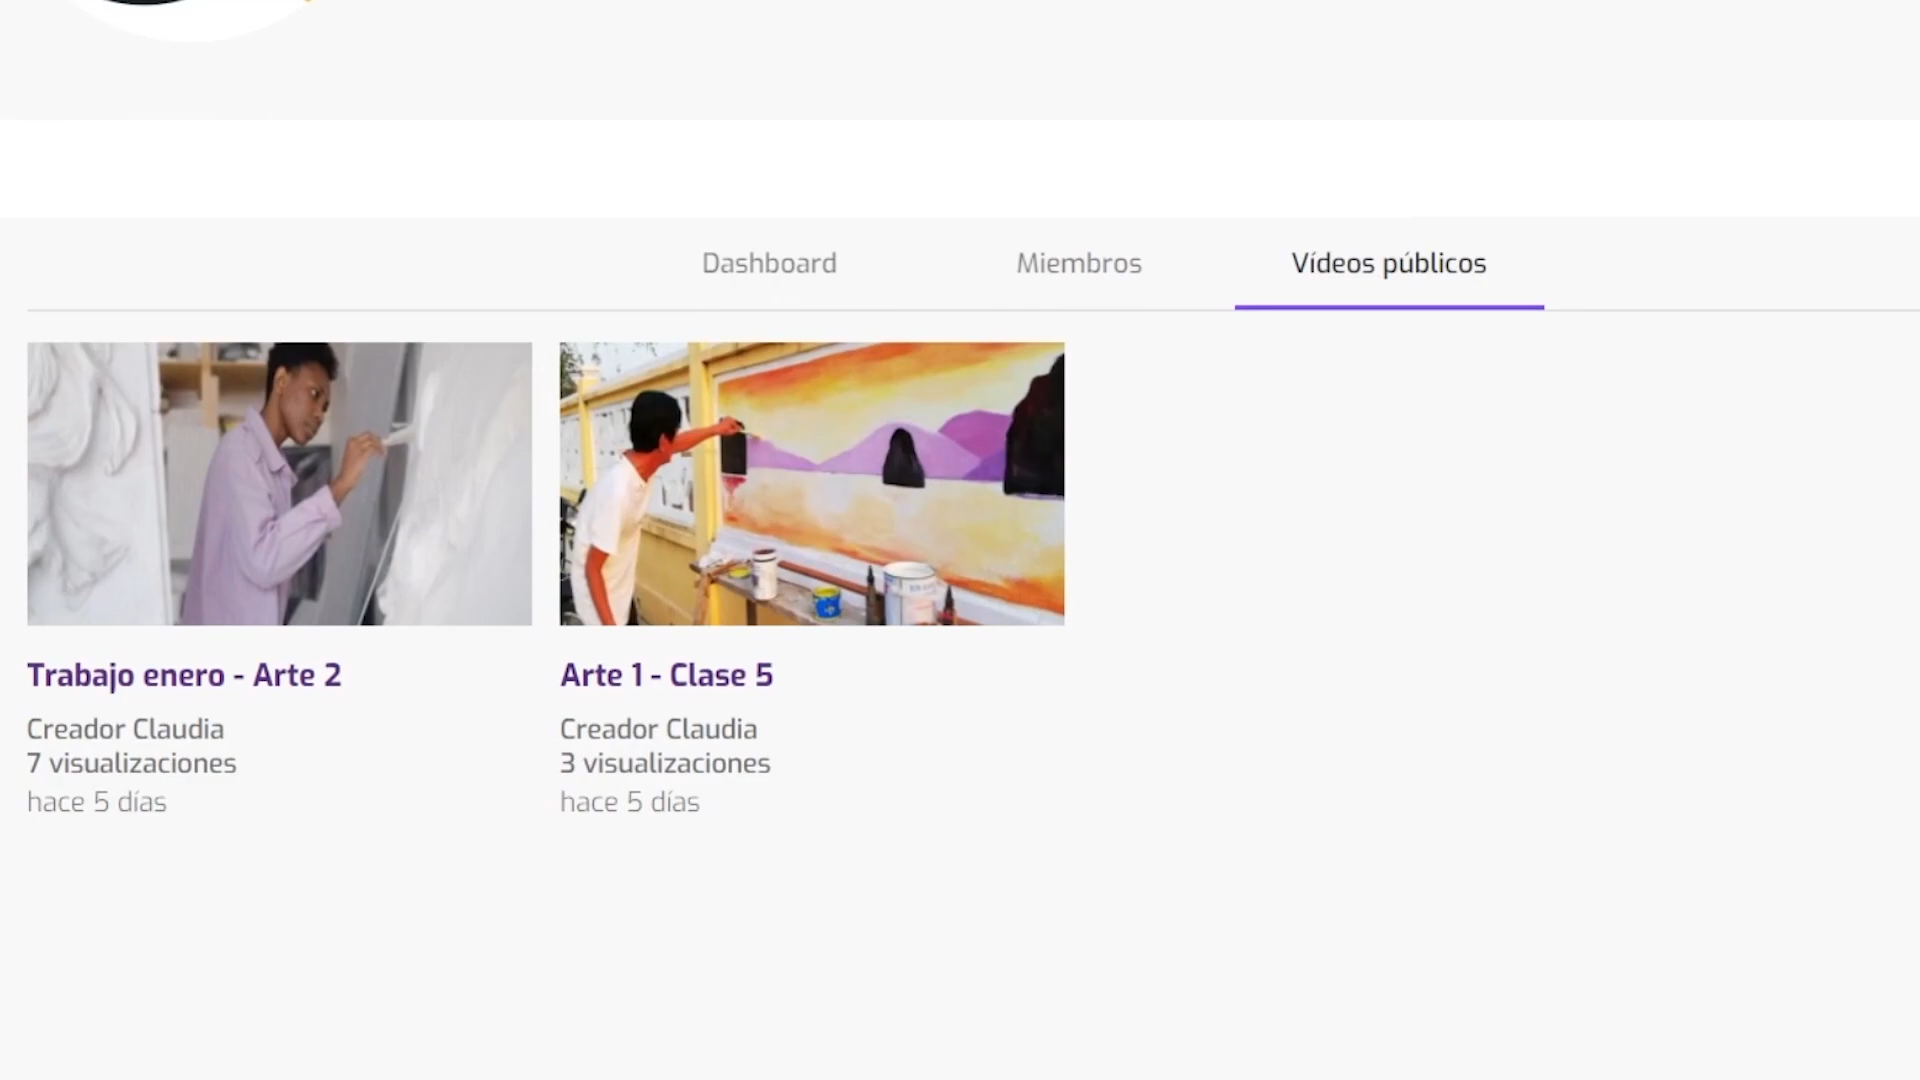 Dashboard
Miembros
Vídeos públicos
Trabajo enero - Arte 2
Creador Claudia
7 visualizaciones
hace 5 días
Arte 1 - Clase 5
Creador Claudia
3 visualizaciones
hace 5 días